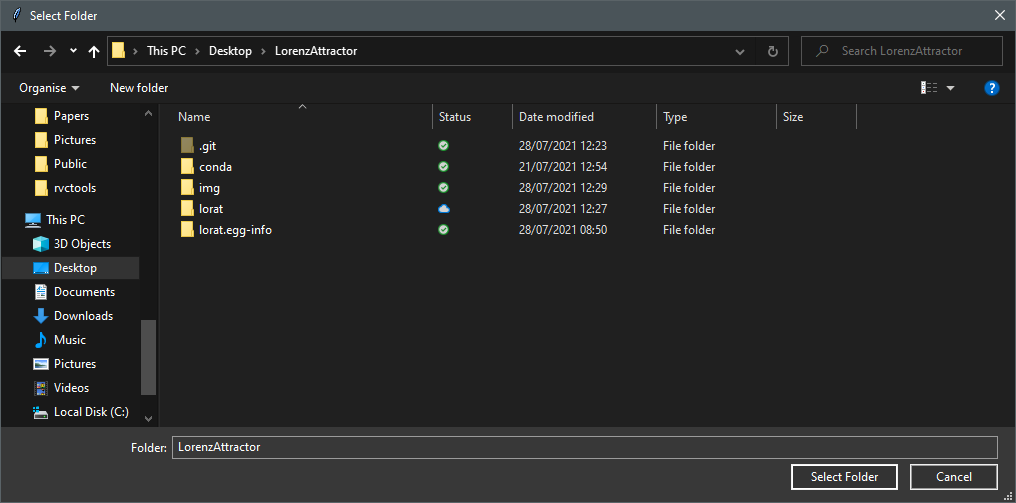 Select Folder
This PC > Desktop > LorenzAttractor
Search LorenzAttractor
Organise New folder
Papers
Pictures
Public
rvctools
This PC
3D Objects
Desktop
Documents
Downloads
Music
Pictures
Videos
Local Disk (C:)
Name Status Date modified Type Size
.git 28/07/2021 12:23 File folder
conda 21/07/2021 12:54 File folder
img 28/07/2021 12:29 File folder
lorat 28/07/2021 12:27 File folder
lorat.egg-info 28/07/2021 08:50 File folder
Folder: LorenzAttractor
Select Folder Cancel